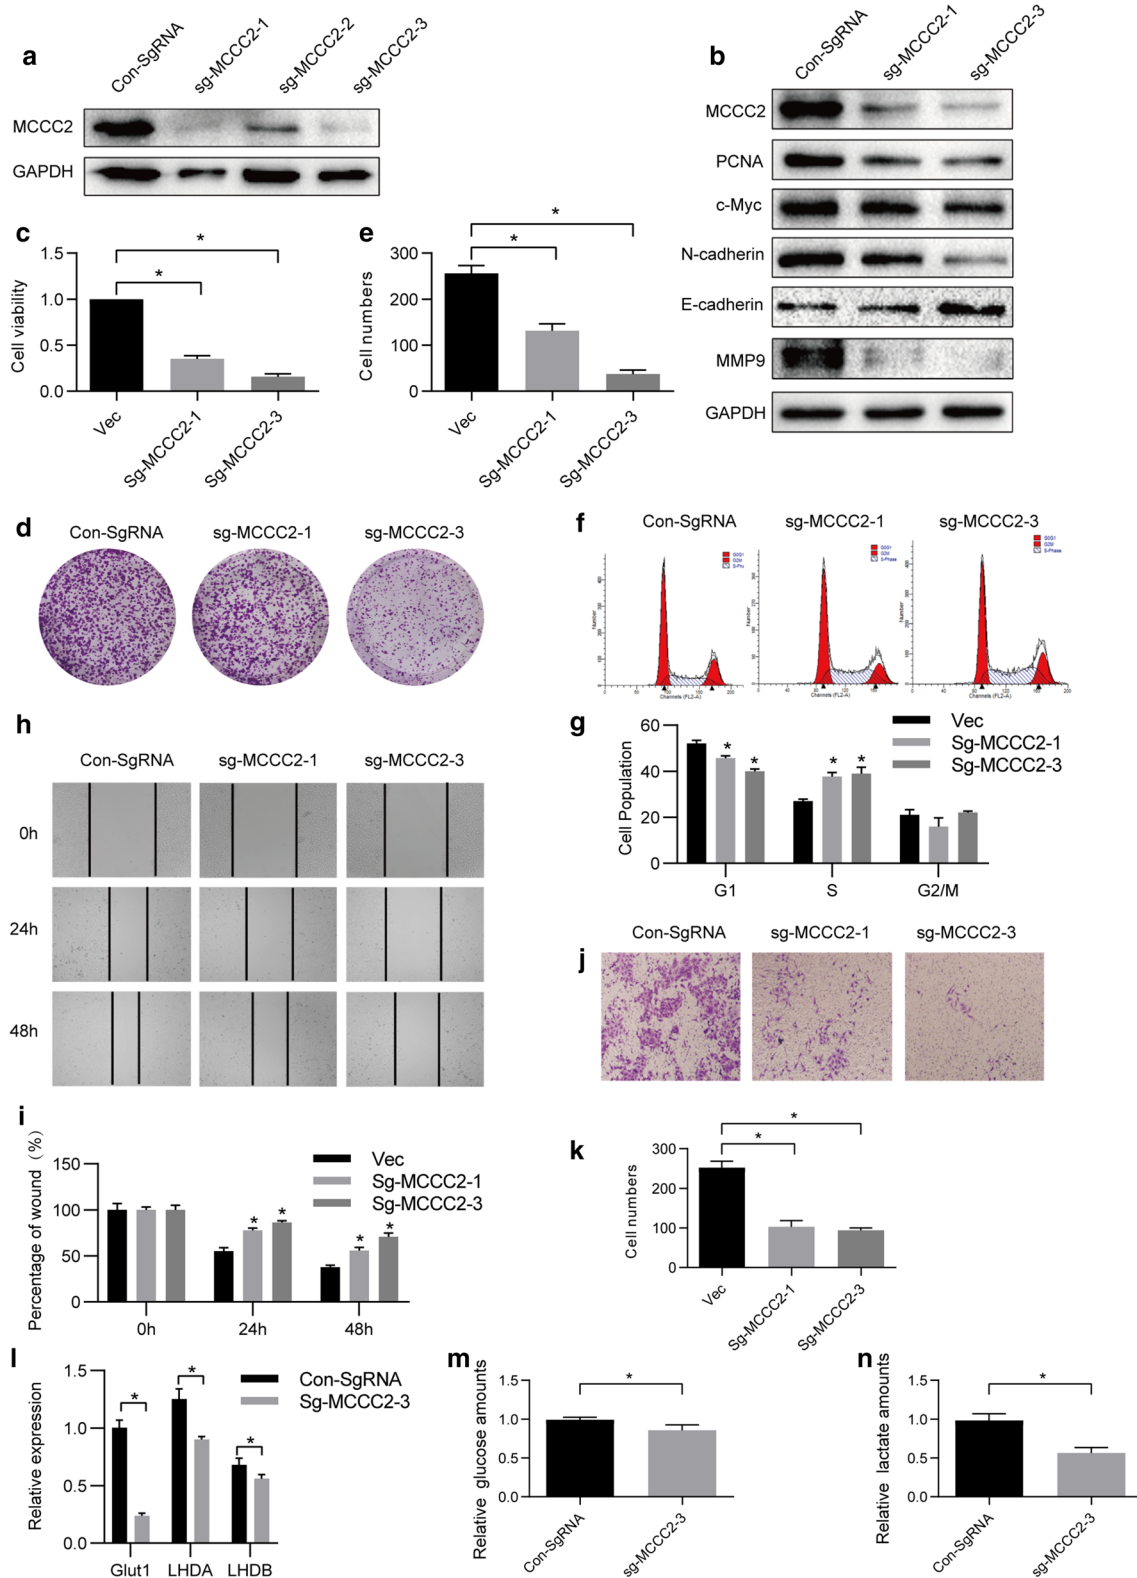 a
Con-SgRNA
sg-MCCC2-1
sg-MCCC2-2
sg-MCCC2-3
MCCC2
GAPDH
b
Con-SgRNA
sg-MCCC2-1
sg-MCCC2-3
MCCC2
PCNA
c-Myc
N-cadherin
E-cadherin
MMP9
GAPDH
c
Cell viability
1.5
1.0
0.5
0.0
*
*
Vec
Sg-MCCC2-1
Sg-MCCC2-3
e
Cell numbers
300
200
100
0
*
*
Vec
Sg-MCCC2-1
Sg-MCCC2-3
d
Con-SgRNA
sg-MCCC2-1
sg-MCCC2-3
f
Con-SgRNA
sg-MCCC2-1
sg-MCCC2-3
Number
Channels (FL2-A)
Number
Channels (FL2-A)
Number
Channels (FL2-A)
g
Cell Population
60
40
20
0
* * * *
G1 S G2/M
Vec
Sg-MCCC2-1
Sg-MCCC2-3
h
Con-SgRNA
sg-MCCC2-1
sg-MCCC2-3
0h
24h
48h
j
Con-SgRNA
sg-MCCC2-1
sg-MCCC2-3
i
Percentage of wound (%)
150
100
50
0
* * * *
0h 24h 48h
Vec
Sg-MCCC2-1
Sg-MCCC2-3
k
Cell numbers
300
200
100
0
*
*
Vec
Sg-MCCC2-1
Sg-MCCC2-3
l
Relative expression
1.5
1.0
0.5
0.0
* * *
Glut1 LHDA LHDB
Con-SgRNA
Sg-MCCC2-3
m
Relative glucose amounts
1.5
1.0
0.5
0.0
*
Con-SgRNA
sg-MCCC2-3
n
Relative lactate amounts
1.5
1.0
0.5
0.0
*
Con-SgRNA
sg-MCCC2-3